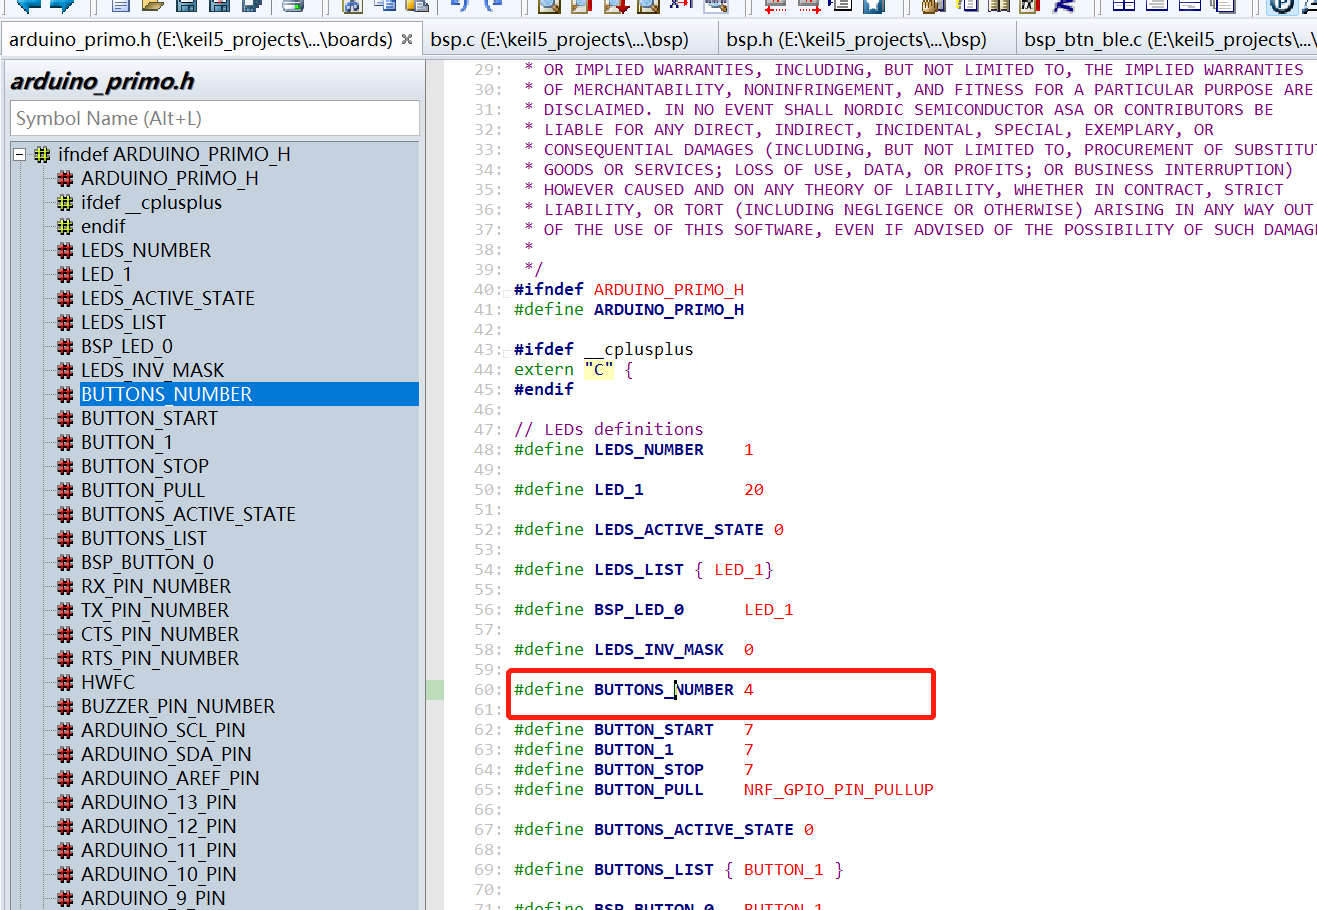 arduino_primo.h (E:\keil5_projects\...\boards) ×
bsp.c (E:\keil5_projects\...\bsp)
bsp.h (E:\keil5_projects\...\bsp)
bsp_btn_ble.c (E:\keil5_projects\...\
arduino_primo.h
Symbol Name (Alt+L)
ifndef ARDUINO_PRIMO_H
ARDUINO_PRIMO_H
ifdef __cplusplus
endif
LEDS_NUMBER
LED_1
LEDS_ACTIVE_STATE
LEDS_LIST
BSP_LED_0
LEDS_INV_MASK
BUTTONS_NUMBER
BUTTON_START
BUTTON_1
BUTTON_STOP
BUTTON_PULL
BUTTONS_ACTIVE_STATE
BUTTONS_LIST
BSP_BUTTON_0
RX_PIN_NUMBER
TX_PIN_NUMBER
CTS_PIN_NUMBER
RTS_PIN_NUMBER
HWFC
BUZZER_PIN_NUMBER
ARDUINO_SCL_PIN
ARDUINO_SDA_PIN
ARDUINO_AREF_PIN
ARDUINO_13_PIN
ARDUINO_12_PIN
ARDUINO_11_PIN
ARDUINO_10_PIN
ARDUINO_9_PIN
29: * OR IMPLIED WARRANTIES, INCLUDING, BUT NOT LIMITED TO, THE IMPLIED WARRANTIES
30: * OF MERCHANTABILITY, NONINFRINGEMENT, AND FITNESS FOR A PARTICULAR PURPOSE ARE
31: * DISCLAIMED. IN NO EVENT SHALL NORDIC SEMICONDUCTOR ASA OR CONTRIBUTORS BE
32: * LIABLE FOR ANY DIRECT, INDIRECT, INCIDENTAL, SPECIAL, EXEMPLARY, OR
33: * CONSEQUENTIAL DAMAGES (INCLUDING, BUT NOT LIMITED TO, PROCUREMENT OF SUBSTITU
34: * GOODS OR SERVICES; LOSS OF USE, DATA, OR PROFITS; OR BUSINESS INTERRUPTION)
35: * HOWEVER CAUSED AND ON ANY THEORY OF LIABILITY, WHETHER IN CONTRACT, STRICT
36: * LIABILITY, OR TORT (INCLUDING NEGLIGENCE OR OTHERWISE) ARISING IN ANY WAY OUT
37: * OF THE USE OF THIS SOFTWARE, EVEN IF ADVISED OF THE POSSIBILITY OF SUCH DAMAG
38: *
39: */
40: #ifndef ARDUINO_PRIMO_H
41: #define ARDUINO_PRIMO_H
42:
43: #ifdef __cplusplus
44: extern "C" {
45: #endif
46:
47: // LEDs definitions
48: #define LEDS_NUMBER 1
49:
50: #define LED_1 20
51:
52: #define LEDS_ACTIVE_STATE 0
53:
54: #define LEDS_LIST { LED_1}
55:
56: #define BSP_LED_0 LED_1
57:
58: #define LEDS_INV_MASK 0
59:
60: #define BUTTONS_NUMBER 4
61:
62: #define BUTTON_START 7
63: #define BUTTON_1 7
64: #define BUTTON_STOP 7
65: #define BUTTON_PULL NRF_GPIO_PIN_PULLUP
66:
67: #define BUTTONS_ACTIVE_STATE 0
68:
69: #define BUTTONS_LIST { BUTTON_1 }
70:
71: #define BSP_BUTTON_0 BUTTON_1